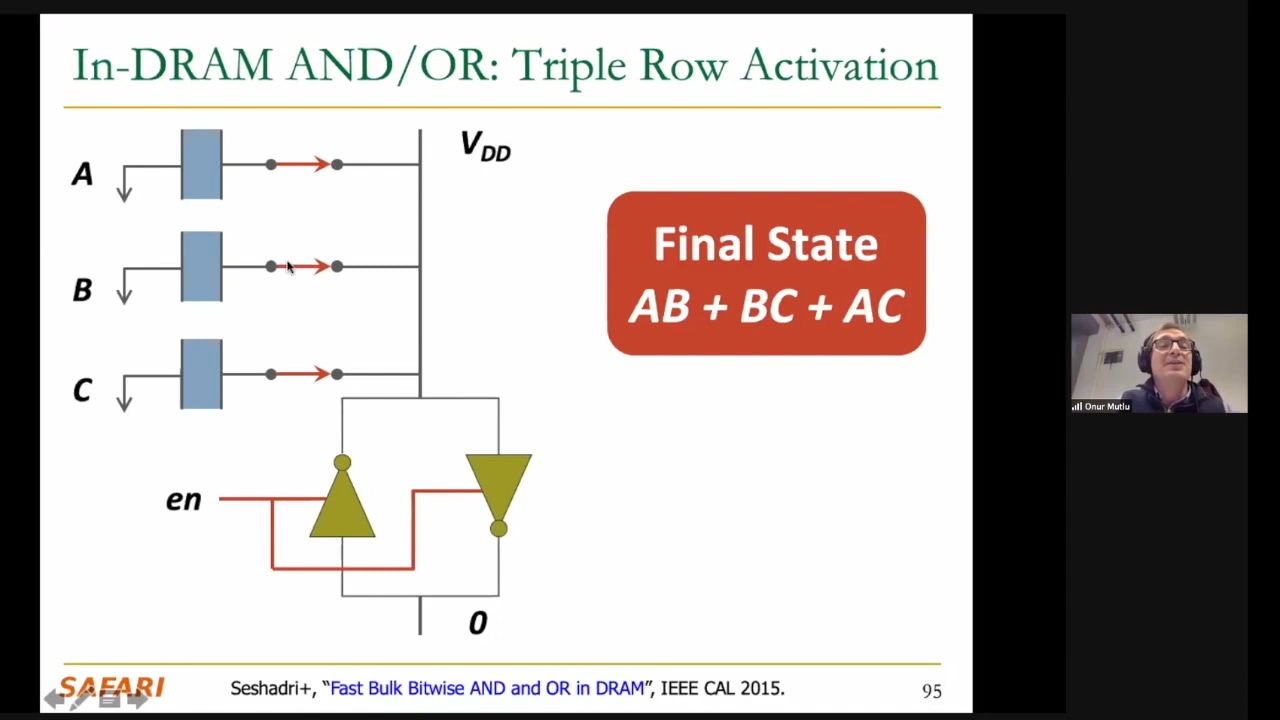 In-DRAM AND/OR: Triple Row Activation
A
V_DD
B
C
Final State
AB + BC + AC
en
0
SAFARI
Seshadri+, “Fast Bulk Bitwise AND and OR in DRAM”, IEEE CAL 2015.
95
Onur Mutlu